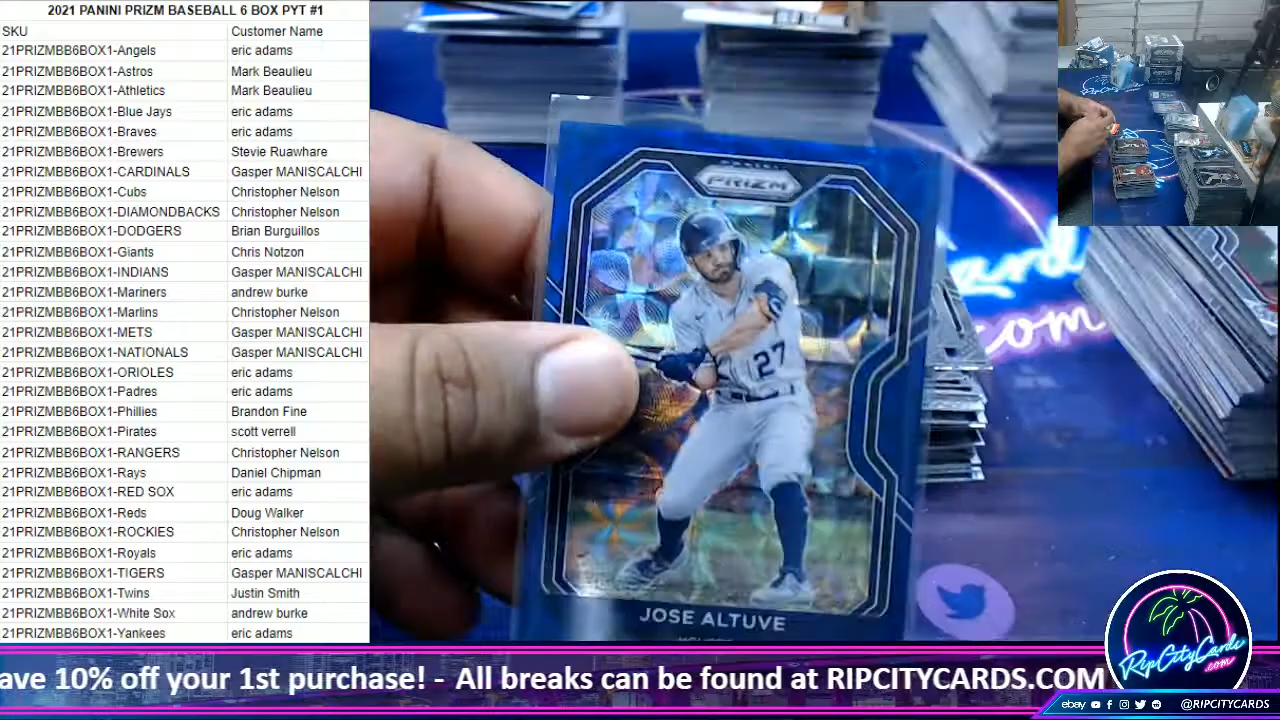 2021 PANINI PRIZM BASEBALL 6 BOX PYT #1
SKU Customer Name
21PRIZMBB6BOX1-Angels eric adams
21PRIZMBB6BOX1-Astros Mark Beaulieu
21PRIZMBB6BOX1-Athletics Mark Beaulieu
21PRIZMBB6BOX1-Blue Jays eric adams
21PRIZMBB6BOX1-Braves eric adams
21PRIZMBB6BOX1-Brewers Stevie Ruawhare
21PRIZMBB6BOX1-CARDINALS Gasper MANISCALCHI
21PRIZMBB6BOX1-Cubs Christopher Nelson
21PRIZMBB6BOX1-DIAMONDBACKS Christopher Nelson
21PRIZMBB6BOX1-DODGERS Brian Burguillos
21PRIZMBB6BOX1-Giants Chris Notzon
21PRIZMBB6BOX1-INDIANS Gasper MANISCALCHI
21PRIZMBB6BOX1-Mariners andrew burke
21PRIZMBB6BOX1-Marlins Christopher Nelson
21PRIZMBB6BOX1-METS Gasper MANISCALCHI
21PRIZMBB6BOX1-NATIONALS Gasper MANISCALCHI
21PRIZMBB6BOX1-ORIOLES eric adams
21PRIZMBB6BOX1-Padres eric adams
21PRIZMBB6BOX1-Phillies Brandon Fine
21PRIZMBB6BOX1-Pirates scott verrell
21PRIZMBB6BOX1-RANGERS Christopher Nelson
21PRIZMBB6BOX1-Rays Daniel Chipman
21PRIZMBB6BOX1-RED SOX eric adams
21PRIZMBB6BOX1-Reds Doug Walker
21PRIZMBB6BOX1-ROCKIES Christopher Nelson
21PRIZMBB6BOX1-Royals eric adams
21PRIZMBB6BOX1-TIGERS Gasper MANISCALCHI
21PRIZMBB6BOX1-Twins Justin Smith
21PRIZMBB6BOX1-White Sox andrew burke
21PRIZMBB6BOX1-Yankees eric adams
PANINI
PRIZM
27
JOSE ALTUVE
ards
com
RipCityCards
.com
ave 10% off your 1st purchase! - All breaks can be found at RIPCITYCARDS.COM
ebay @RIPCITYCARDS